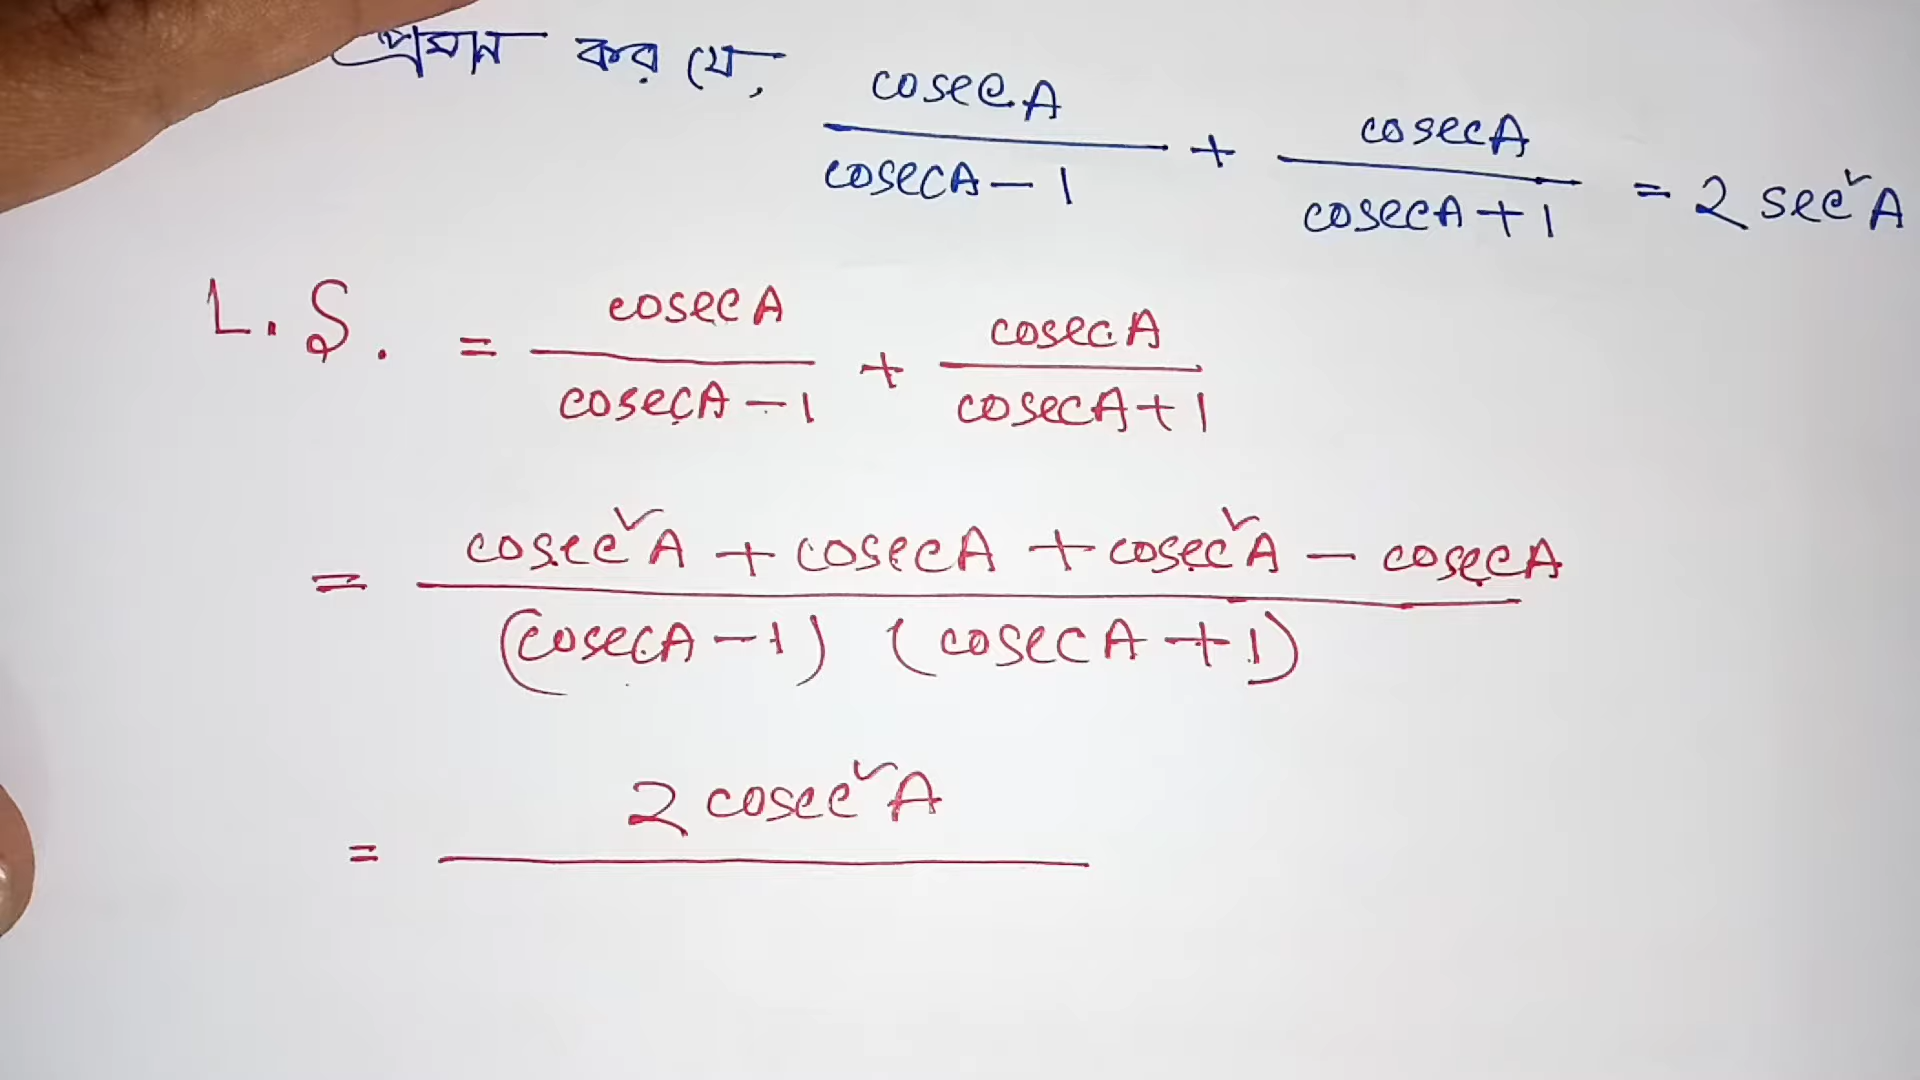 প্রমান কর যে, cosecA / cosecA - 1 + cosecA / cosecA + 1 = 2 sec²A
L.S. = cosecA / cosecA - 1 + cosecA / cosecA + 1
= cosec²A + cosecA + cosec²A - cosecA / (cosecA - 1) (cosecA + 1)
= 2 cosec²A